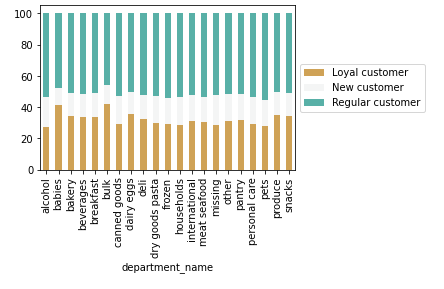 100
80
60
40
20
0
Loyal customer
New customer
Regular customer
alcohol
babies
bakery
beverages
breakfast
bulk
canned goods
dairy eggs
deli
dry goods pasta
frozen
households
international
meat seafood
missing
other
pantry
personal care
pets
produce
snacks
department_name